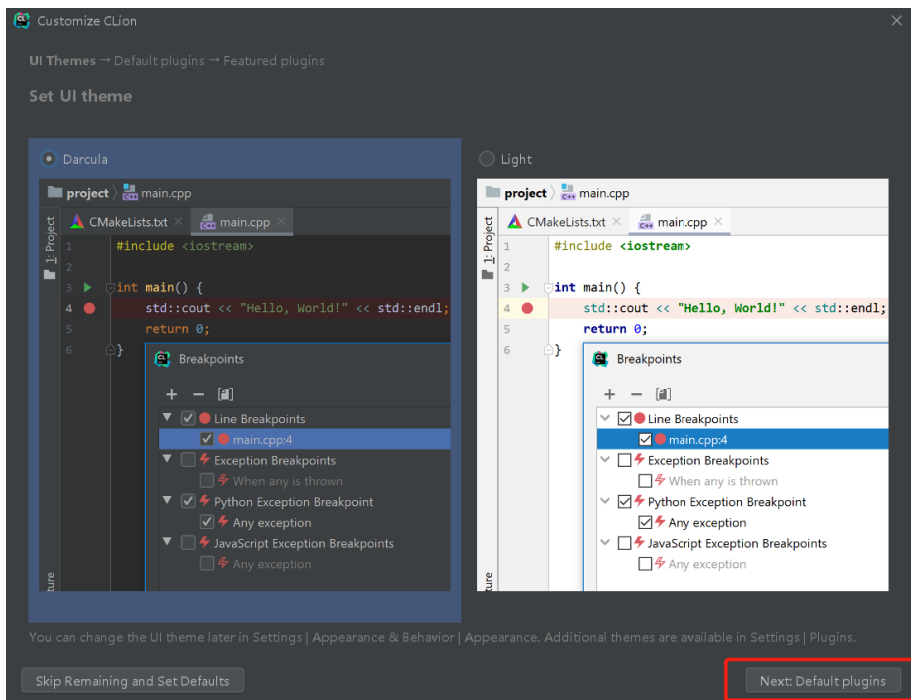 Customize CLion
UI Themes → Default plugins → Featured plugins
Set UI theme
Darcula
project main.cpp
CMakeLists.txt main.cpp
1: Project
1 #include <iostream>
2
3 int main() {
4 std::cout << "Hello, World!" << std::endl;
5 return 0;
6 }
Breakpoints
Line Breakpoints
main.cpp:4
Exception Breakpoints
When any is thrown
Python Exception Breakpoint
Any exception
JavaScript Exception Breakpoints
Any exception
ture
Light
project main.cpp
CMakeLists.txt main.cpp
1: Project
1 #include <iostream>
2
3 int main() {
4 std::cout << "Hello, World!" << std::endl;
5 return 0;
6 }
Breakpoints
Line Breakpoints
main.cpp:4
Exception Breakpoints
When any is thrown
Python Exception Breakpoint
Any exception
JavaScript Exception Breakpoints
Any exception
ture
You can change the UI theme later in Settings | Appearance & Behavior | Appearance. Additional themes are available in Settings | Plugins.
Skip Remaining and Set Defaults
Next: Default plugins